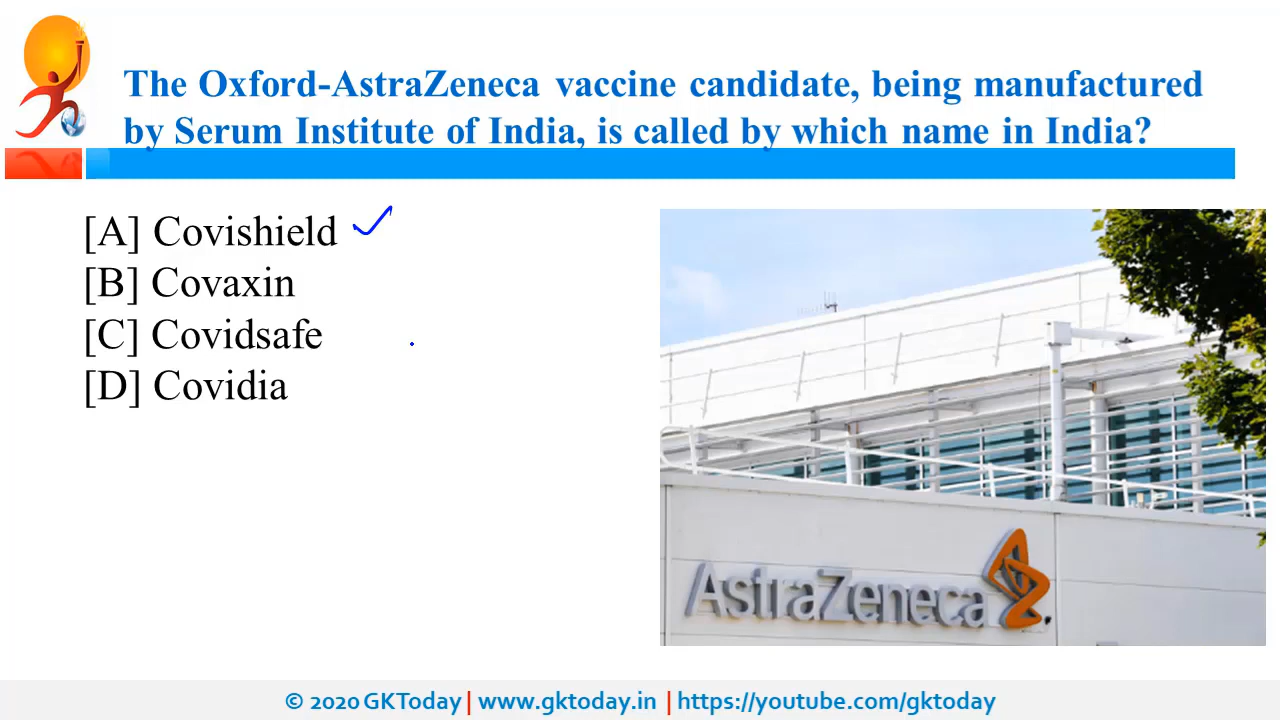 The Oxford-AstraZeneca vaccine candidate, being manufactured
by Serum Institute of India, is called by which name in India?
[A] Covishield
[B] Covaxin
[C] Covidsafe
[D] Covidia
AstraZeneca
© 2020 GKToday | www.gktoday.in | https://youtube.com/gktoday